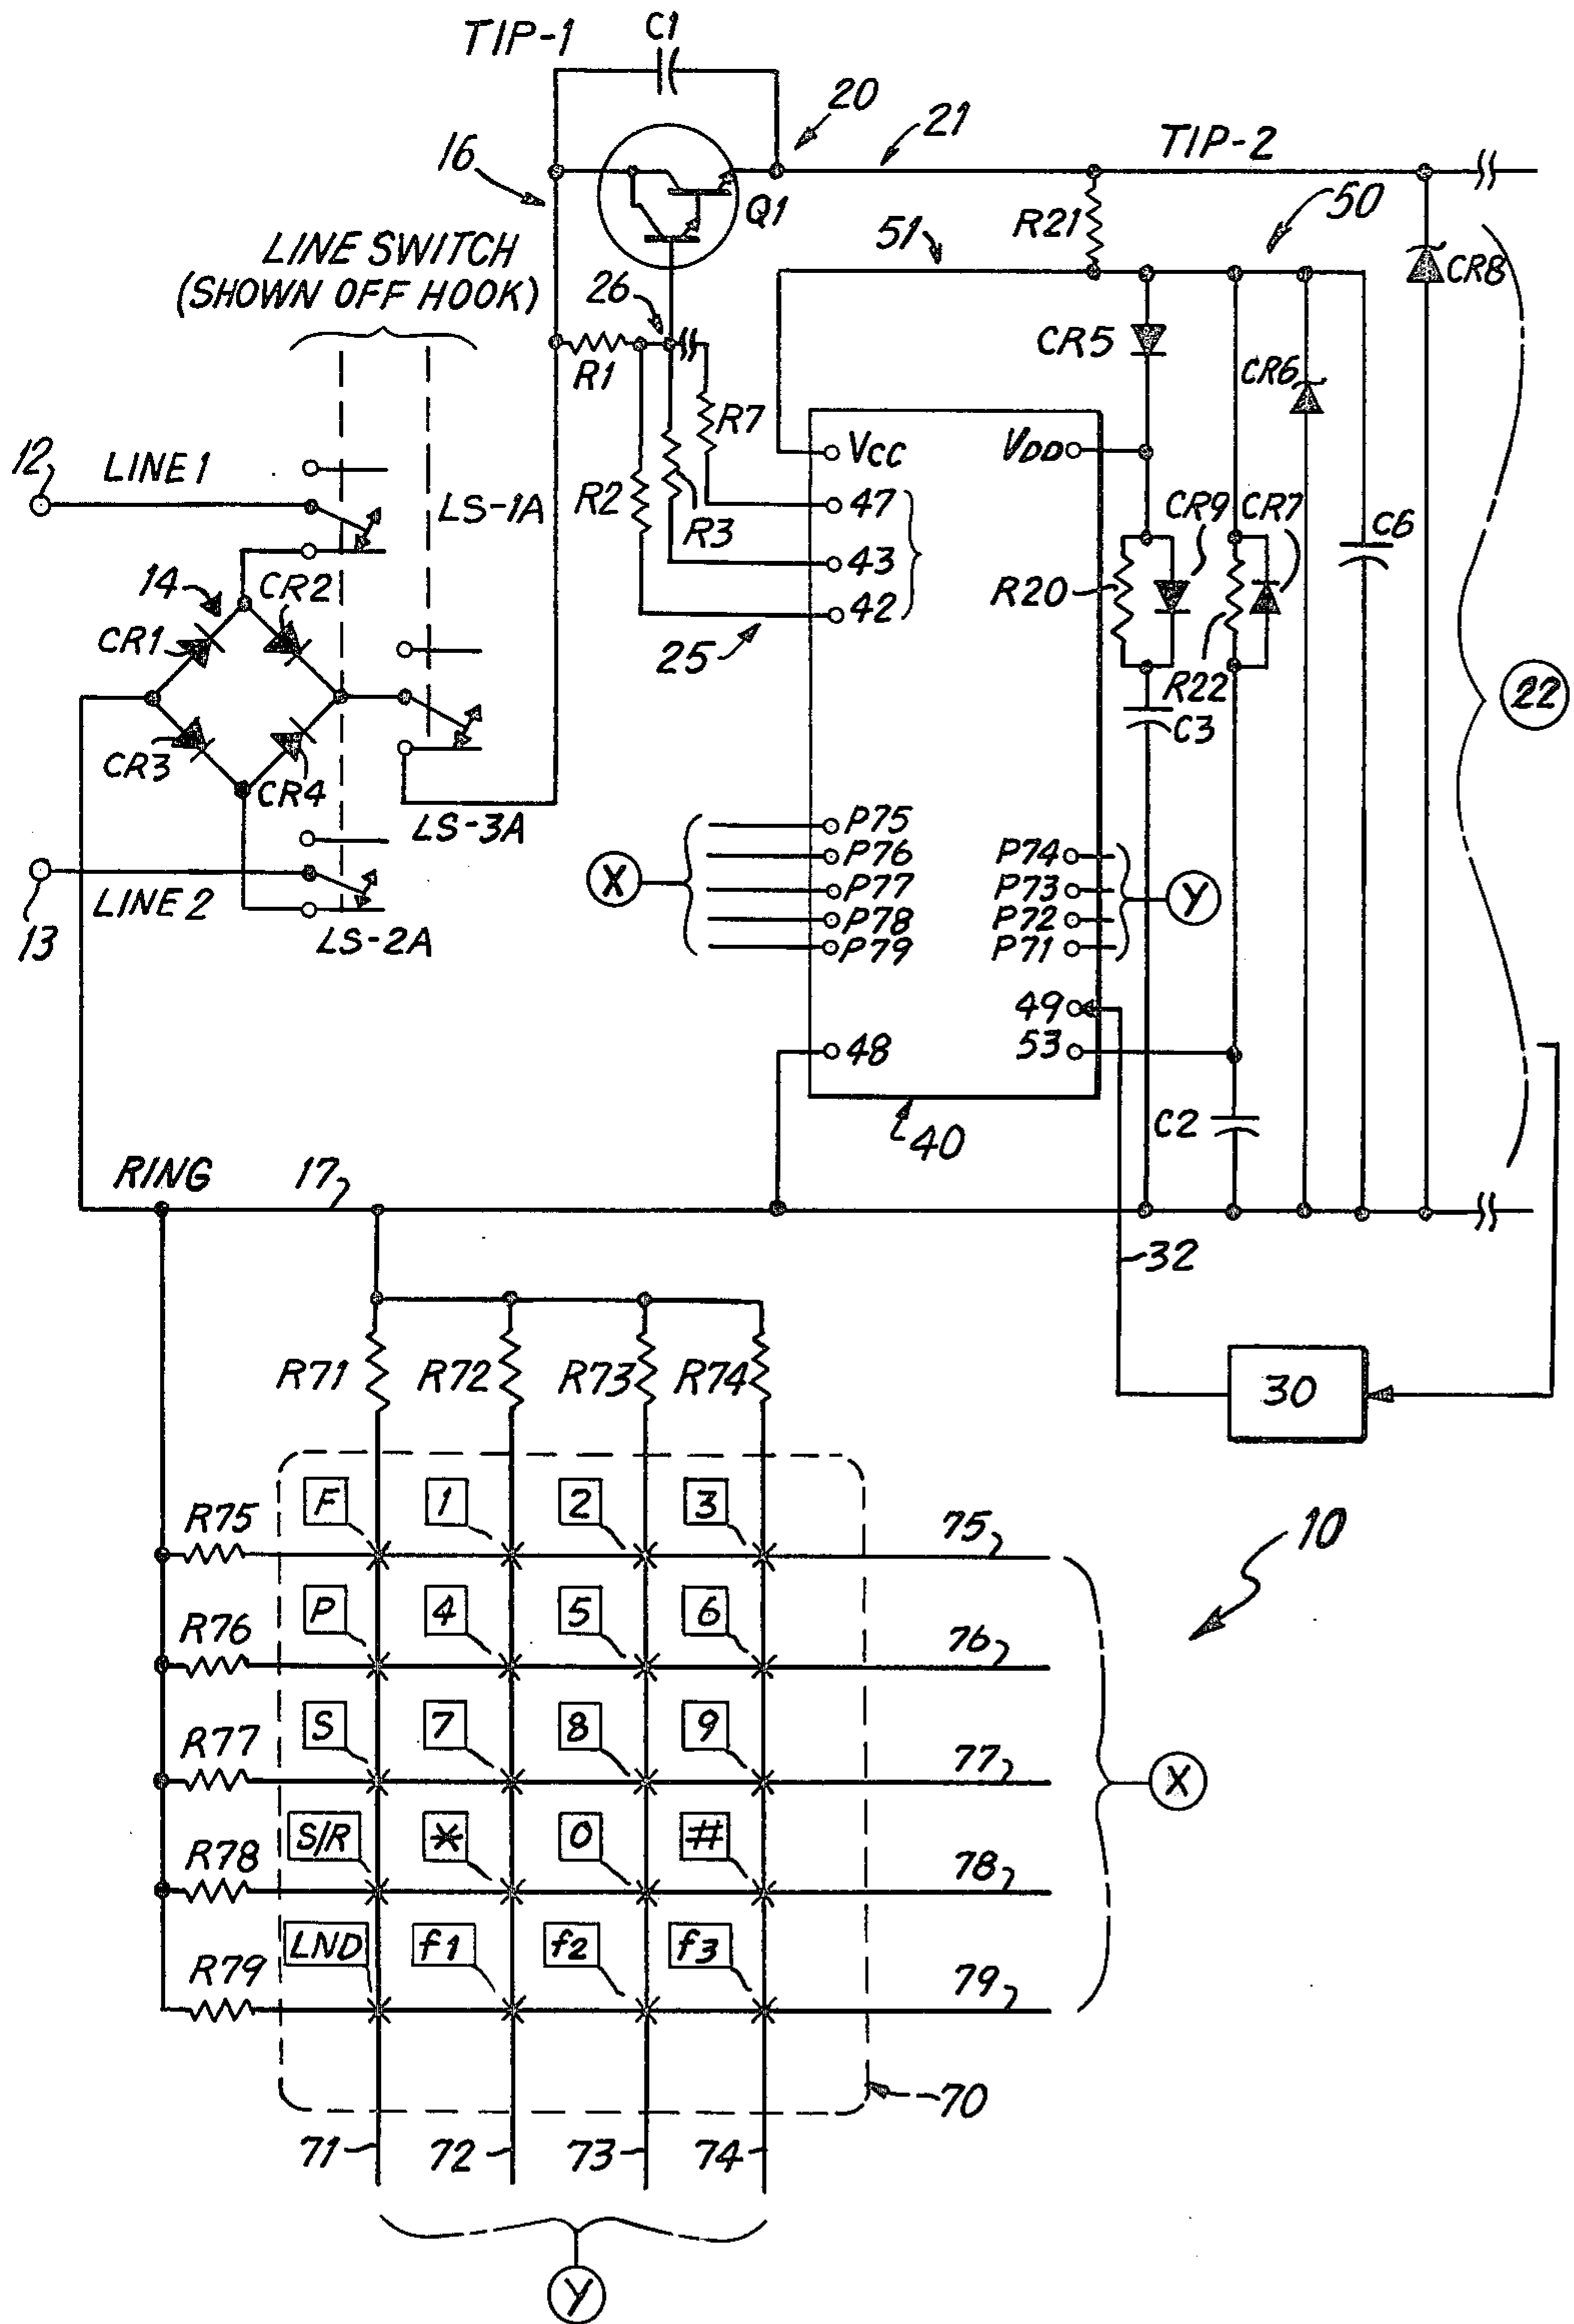 TIP-1
C1
20
21
TIP-2
16
Q1
R21
50
51
LINE SWITCH
(SHOWN OFF HOOK)
26
CR8
R1
CR5
CR6
R7
12
LINE 1
LS-1A
VCC
VDD
R2
R3
47
CR9
CR7
C6
43
14
CR2
R20
42
CR1
25
R22
22
C3
CR3
CR4
LS-3A
P75
P76
P74
X
P77
P73
Y
LINE 2
P78
P72
13
LS-2A
P79
P71
49
48
53
C2
40
RING
17
32
R71
R72
R73
R74
30
F
1
2
3
R75
75
10
P
4
5
6
R76
76
S
7
8
9
R77
77
X
S/R
*
0
#
R78
78
LND
f1
f2
f3
R79
79
70
71
72
73
74
Y